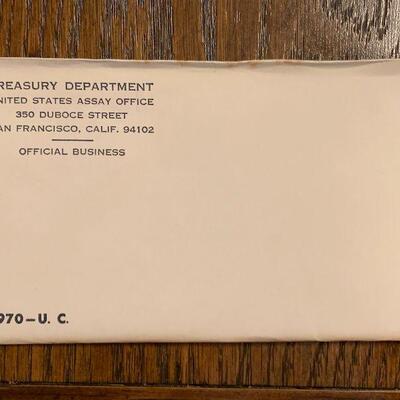 REASURY DEPARTMENT
NITED STATES ASSAY OFFICE
350 DUBOCE STREET
AN FRANCISCO, CALIF. 94102
OFFICIAL BUSINESS
970—U. C.